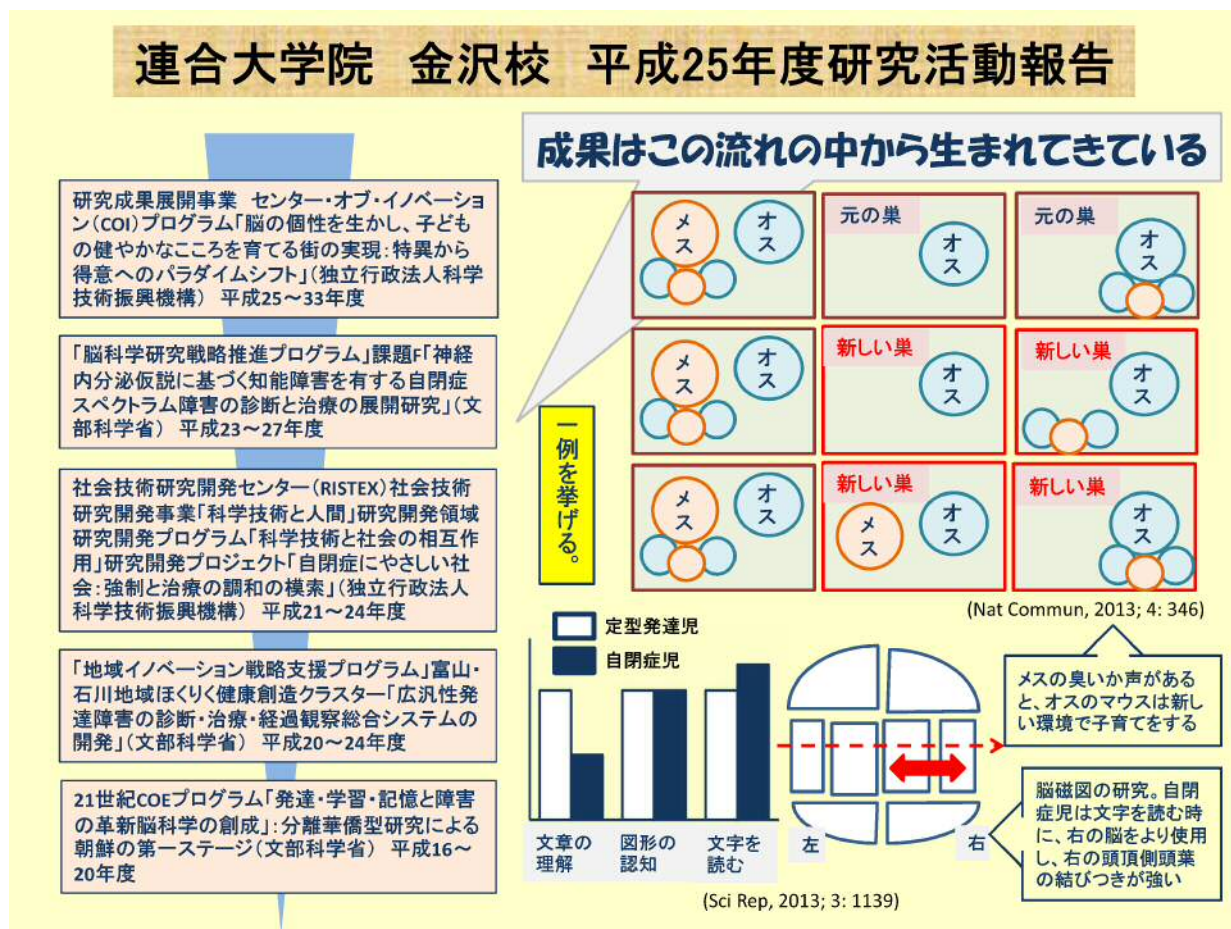 連合大学院 金沢校 平成25年度研究活動報告
研究成果展開事業 センター・オブ・イノベーシ
ョン(COI)プログラム「脳の個性を生かし、子ども
の健やかなこころを育てる街の実現：特異から
得意へのパラダイムシフト」(独立行政法人科学
技術振興機構) 平成25～33年度
「脳科学研究戦略推進プログラム」課題F「神経
内分泌仮説に基づく知能障害を有する自閉症
スペクトラム障害の診断と治療の展開研究」(文
部科学省) 平成23～27年度
社会技術研究開発センター(RISTEX)社会技術
研究開発事業「科学技術と人間」研究開発領域
研究開発プログラム「科学技術と社会の相互作
用」研究開発プロジェクト「自閉症にやさしい社
会：強制と治療の調和の模索」(独立行政法人
科学技術振興機構) 平成21～24年度
「地域イノベーション戦略支援プログラム」富山・
石川地域ほくりく健康創造クラスター「広汎性発
達障害の診断・治療・経過観察総合システムの
開発」(文部科学省) 平成20～24年度
21世紀COEプログラム「発達・学習・記憶と障害
の革新脳科学の創成」：分離華僑型研究による
朝鮮の第一ステージ(文部科学省) 平成16～
20年度
成果はこの流れの中から生まれてきている
一例を挙げる。
メス
オス
元の巣
オス
元の巣
オス
メス
オス
新しい巣
オス
新しい巣
オス
メス
オス
新しい巣
メス
オス
新しい巣
オス
(Nat Commun, 2013; 4: 346)
メスの臭いか声がある
と、オスのマウスは新し
い環境で子育てをする
定型発達児
自閉症児
文章の
理解
図形の
認知
文字を
読む
左
右
脳磁図の研究。自閉
症児は文字を読む時
に、右の脳をより使用
し、右の頭頂側頭葉
の結びつきが強い
(Sci Rep, 2013; 3: 1139)